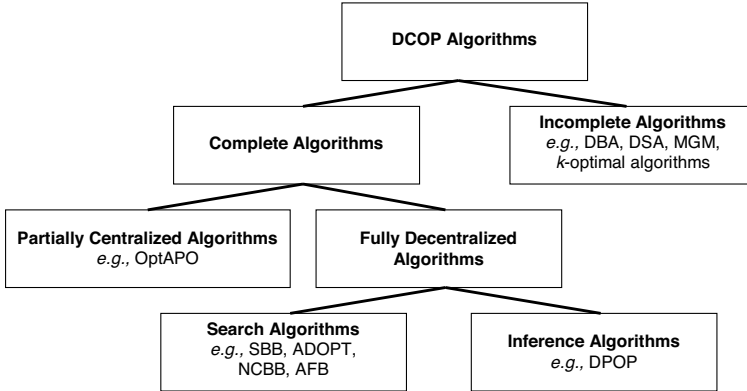 DCOP Algorithms
Complete Algorithms
Incomplete Algorithms
e.g., DBA, DSA, MGM,
k-optimal algorithms
Partially Centralized Algorithms
e.g., OptAPO
Fully Decentralized
Algorithms
Search Algorithms
e.g., SBB, ADOPT,
NCBB, AFB
Inference Algorithms
e.g., DPOP